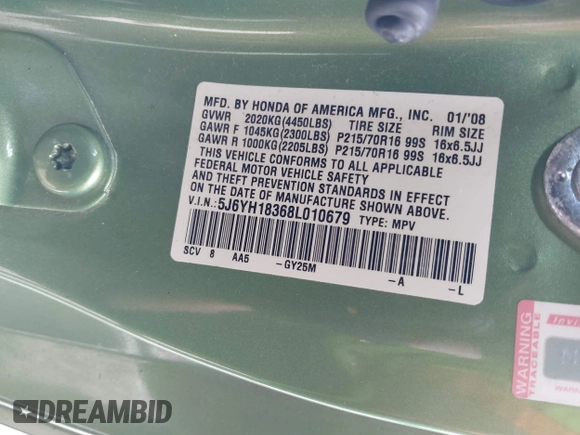 MFD. BY HONDA OF AMERICA MFG., INC. 01/'08
GVWR 2020KG(4450LBS) TIRE SIZE RIM SIZE
GAWR F 1045KG(2300LBS) P215/70R16 99S 16x6.5JJ
GAWR R 1000KG(2205LBS) P215/70R16 99S 16x6.5JJ
THIS VEHICLE CONFORMS TO ALL APPLICABLE
FEDERAL MOTOR VEHICLE SAFETY
AND THEFT PREVENTION STANDARDS IN EFFECT
ON THE DATE OF MANUFACTURE SHOWN ABOVE.
V.I.N.: 5J6YH18368L010679 TYPE: MPV
SCV 8 AA5 -GY25M -A -L
WARNING
TRACEABLE
DREAMBID